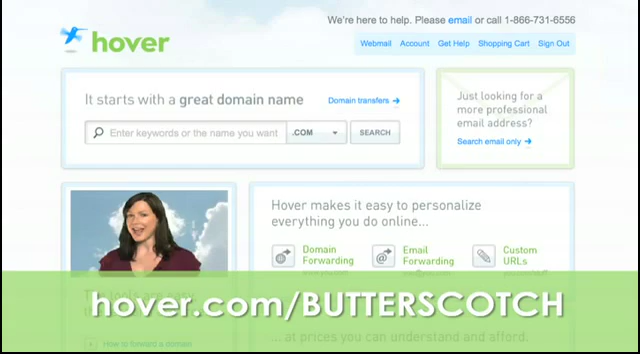 We're here to help. Please email or call 1-866-731-6556
hover
Webmail Account Get Help Shopping Cart Sign Out
It starts with a great domain name
Domain transfers
Enter keywords or the name you want
.COM
SEARCH
Just looking for a
more professional
email address?
Search email only
Hover makes it easy to personalize
everything you do online...
Domain
Forwarding
Email
Forwarding
Custom
URLs
The tools are easy
hover.com/BUTTERSCOTCH
How to forward a domain
... at prices you can understand and afford.